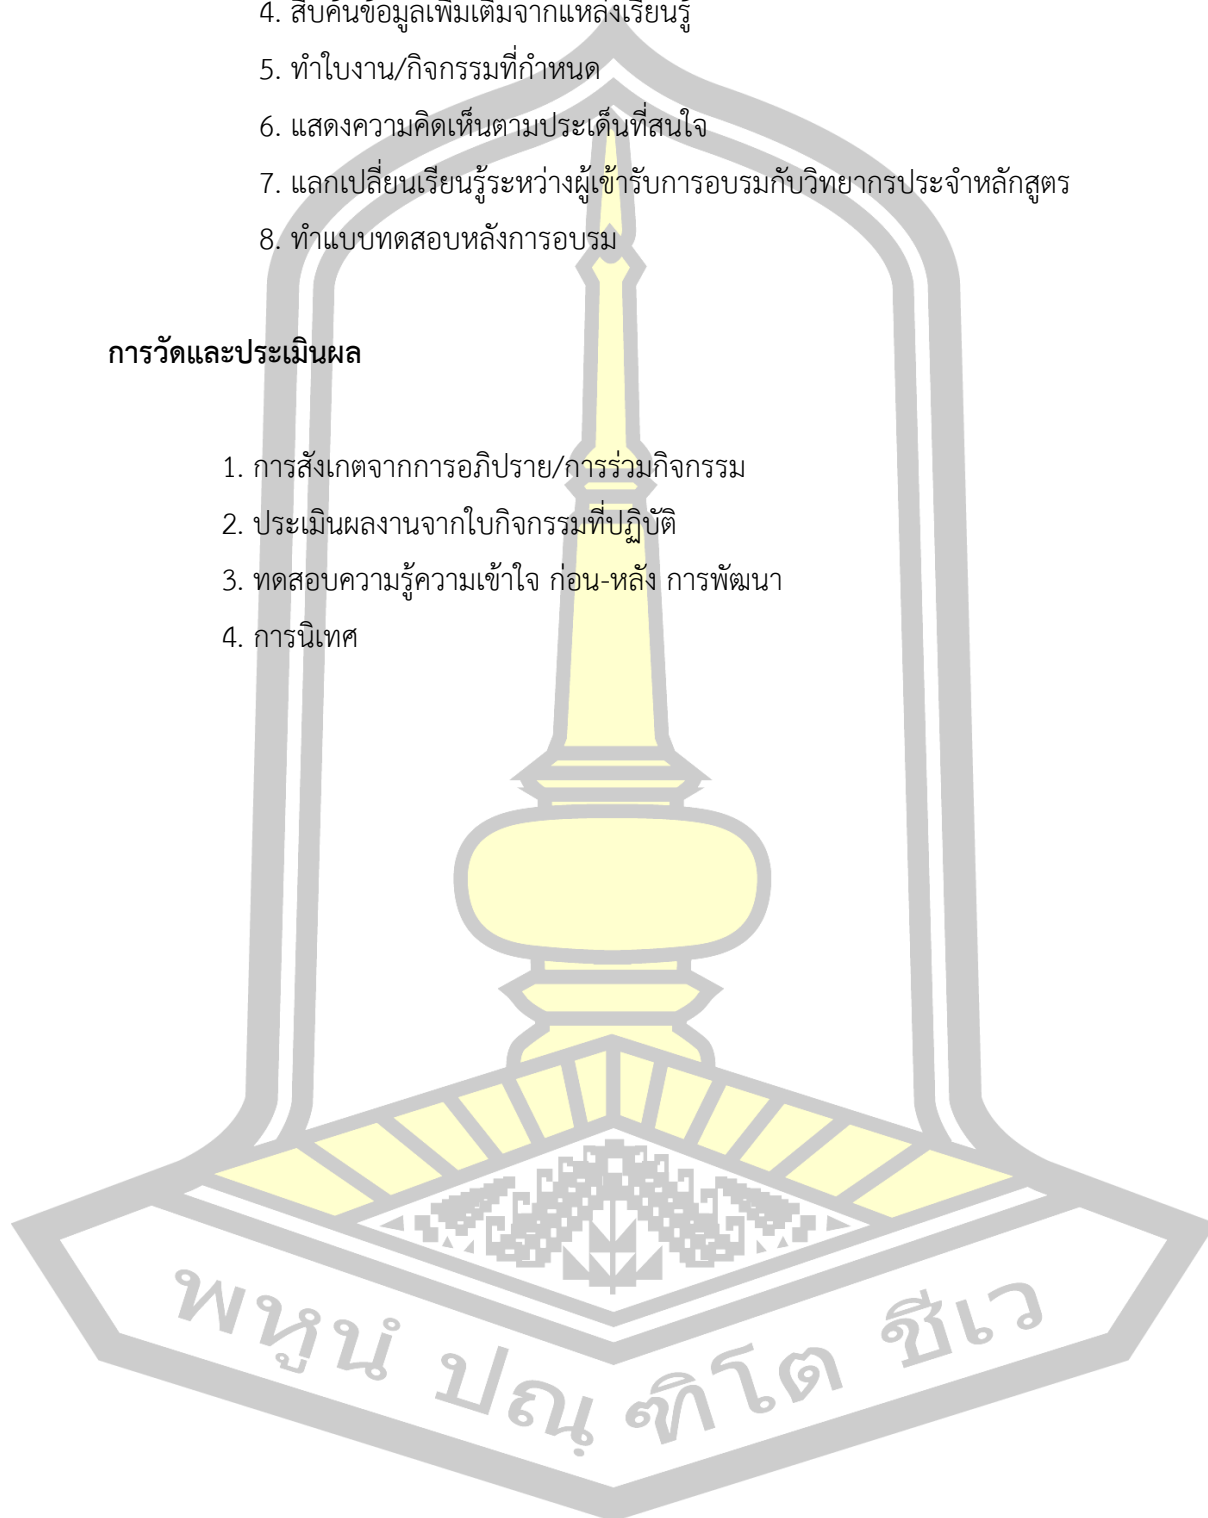 4. สืบค้นข้อมูลเพิ่มเติมจากแหล่งเรียนรู้
5. ทำใบงาน/กิจกรรมที่กำหนด
6. แสดงความคิดเห็นตามประเด็นที่สนใจ
7. แลกเปลี่ยนเรียนรู้ระหว่างผู้เข้ารับการอบรมกับวิทยากรประจำหลักสูตร
8. ทำแบบทดสอบหลังการอบรม
การวัดและประเมินผล
1. การสังเกตจากการอภิปราย/การร่วมกิจกรรม
2. ประเมินผลงานจากใบกิจกรรมที่ปฏิบัติ
3. ทดสอบความรู้ความเข้าใจ ก่อน-หลัง การพัฒนา
4. การนิเทศ
พหูนํ ปณฺฑิโต ชีเว